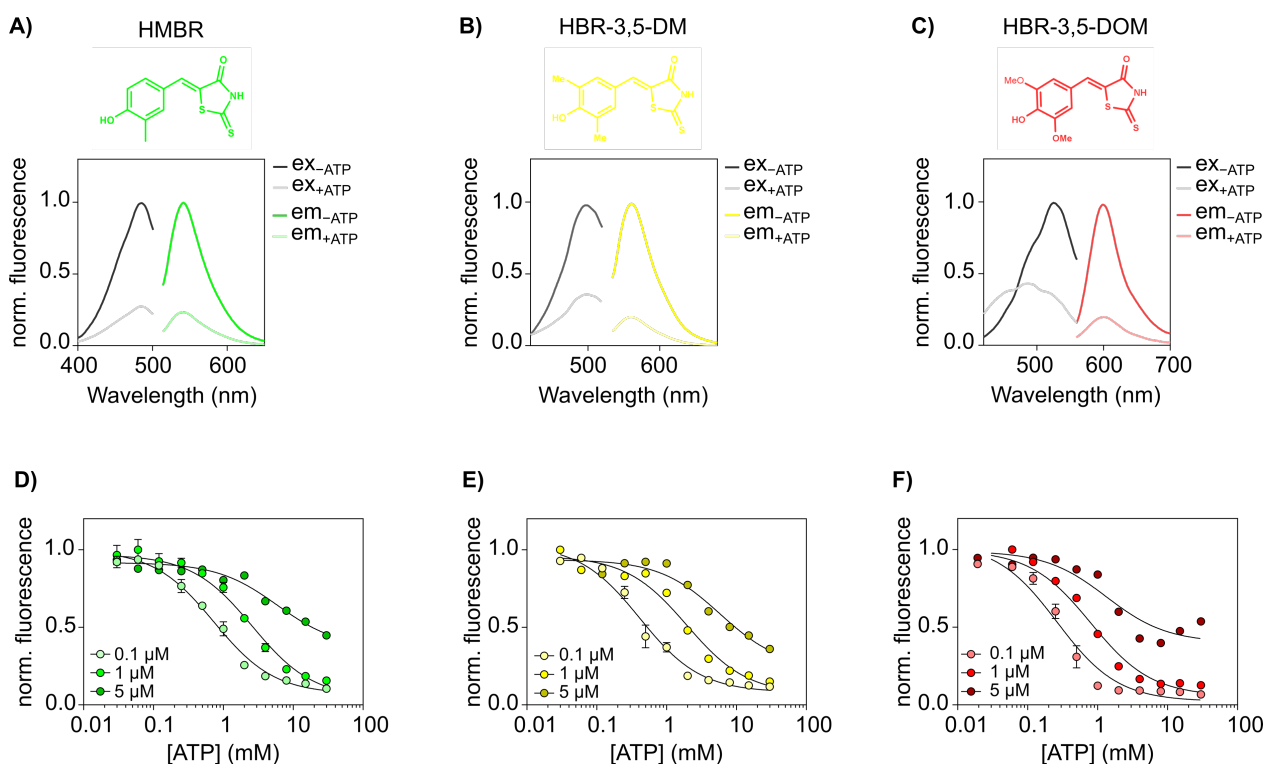 A)
HMBR
O
NH
S
S
HO
norm. fluorescence
1.0
0.5
0.0
400
500
600
Wavelength (nm)
ex–ATP
ex+ATP
em–ATP
em+ATP
B)
HBR-3,5-DM
Me
O
NH
S
S
HO
Me
norm. fluorescence
1.0
0.5
0.0
500
600
Wavelength (nm)
ex–ATP
ex+ATP
em–ATP
em+ATP
C)
HBR-3,5-DOM
MeO
O
NH
S
S
HO
OMe
norm. fluorescence
1.0
0.5
0.0
500
600
700
Wavelength (nm)
ex–ATP
ex+ATP
em–ATP
em+ATP
D)
norm. fluorescence
1.0
0.5
0.0
0.1 µM
1 µM
5 µM
0.01
0.1
1
10
100
[ATP] (mM)
E)
norm. fluorescence
1.0
0.5
0.0
0.1 µM
1 µM
5 µM
0.01
0.1
1
10
100
[ATP] (mM)
F)
norm. fluorescence
1.0
0.5
0.0
0.1 µM
1 µM
5 µM
0.01
0.1
1
10
100
[ATP] (mM)